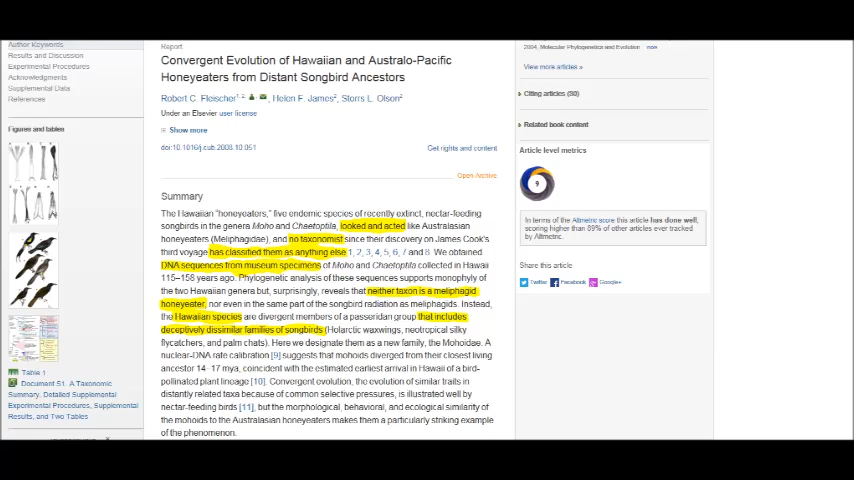 Author Keywords
Results and Discussion
Experimental Procedures
Acknowledgments
Supplemental Data
References
Figures and tables
Table 1
Document S1. A Taxonomic
Summary, Detailed Supplemental
Experimental Procedures, Supplemental
Results, and Two Tables
Report
Convergent Evolution of Hawaiian and Australo-Pacific
Honeyeaters from Distant Songbird Ancestors
Robert C. Fleischer1, 2, , Helen F. James2, Storrs L. Olson2
Under an Elsevier user license
Show more
doi:10.1016/j.cub.2008.10.051
Get rights and content
Open Archive
Summary
The Hawaiian "honeyeaters," five endemic species of recently extinct, nectar-feeding
songbirds in the genera Moho and Chaetoptila, looked and acted like Australasian
honeyeaters (Meliphagidae), and no taxonomist since their discovery on James Cook's
third voyage has classified them as anything else 1, 2, 3, 4, 5, 6, 7 and 8. We obtained
DNA sequences from museum specimens of Moho and Chaetoptila collected in Hawaii
115–158 years ago. Phylogenetic analysis of these sequences supports monophyly of
the two Hawaiian genera but, surprisingly, reveals that neither taxon is a meliphagid
honeyeater, nor even in the same part of the songbird radiation as meliphagids. Instead,
the Hawaiian species are divergent members of a passeridan group that includes
deceptively dissimilar families of songbirds (Holarctic waxwings, neotropical silky
flycatchers, and palm chats). Here we designate them as a new family, the Mohoidae. A
nuclear-DNA rate calibration [9] suggests that mohoids diverged from their closest living
ancestor 14–17 mya, coincident with the estimated earliest arrival in Hawaii of a bird-
pollinated plant lineage [10]. Convergent evolution, the evolution of similar traits in
distantly related taxa because of common selective pressures, is illustrated well by
nectar-feeding birds [11], but the morphological, behavioral, and ecological similarity of
the mohoids to the Australasian honeyeaters makes them a particularly striking example
of the phenomenon.
2004, Molecular Phylogenetics and Evolution
View more articles »
Citing articles (30)
Related book content
Article level metrics
9
In terms of the Altmetric score this article has done well,
scoring higher than 89% of other articles ever tracked
by Altmetric.
Share this article
Twitter
Facebook
Google+